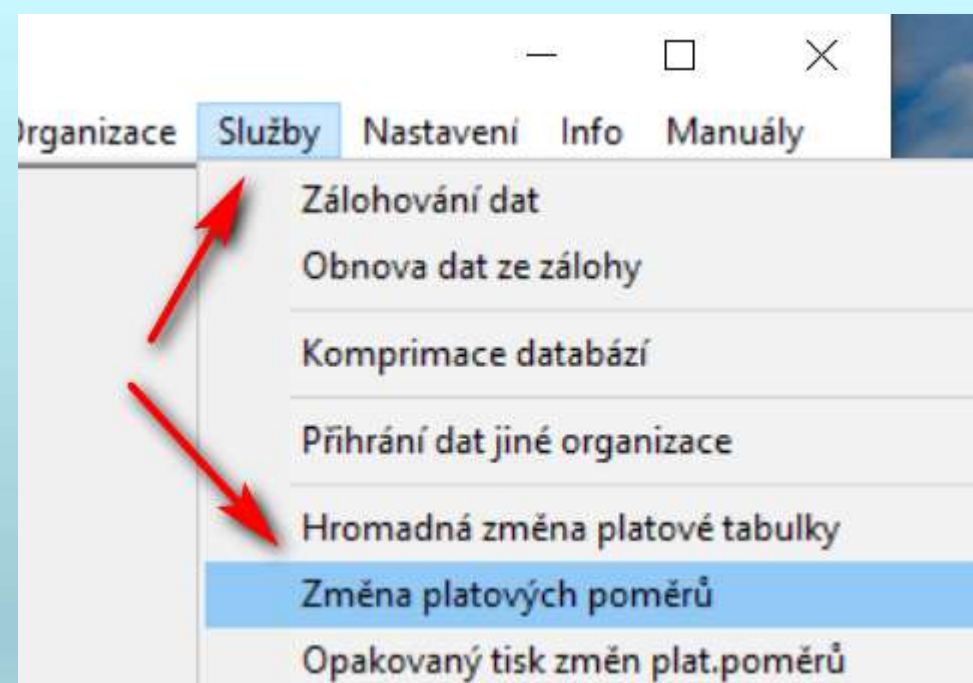 Organizace Služby Nastavení Info Manuály
Zálohování dat
Obnova dat ze zálohy
Komprimace databází
Přihrání dat jiné organizace
Hromadná změna platové tabulky
Změna platových poměrů
Opakovaný tisk změn plat.poměrů